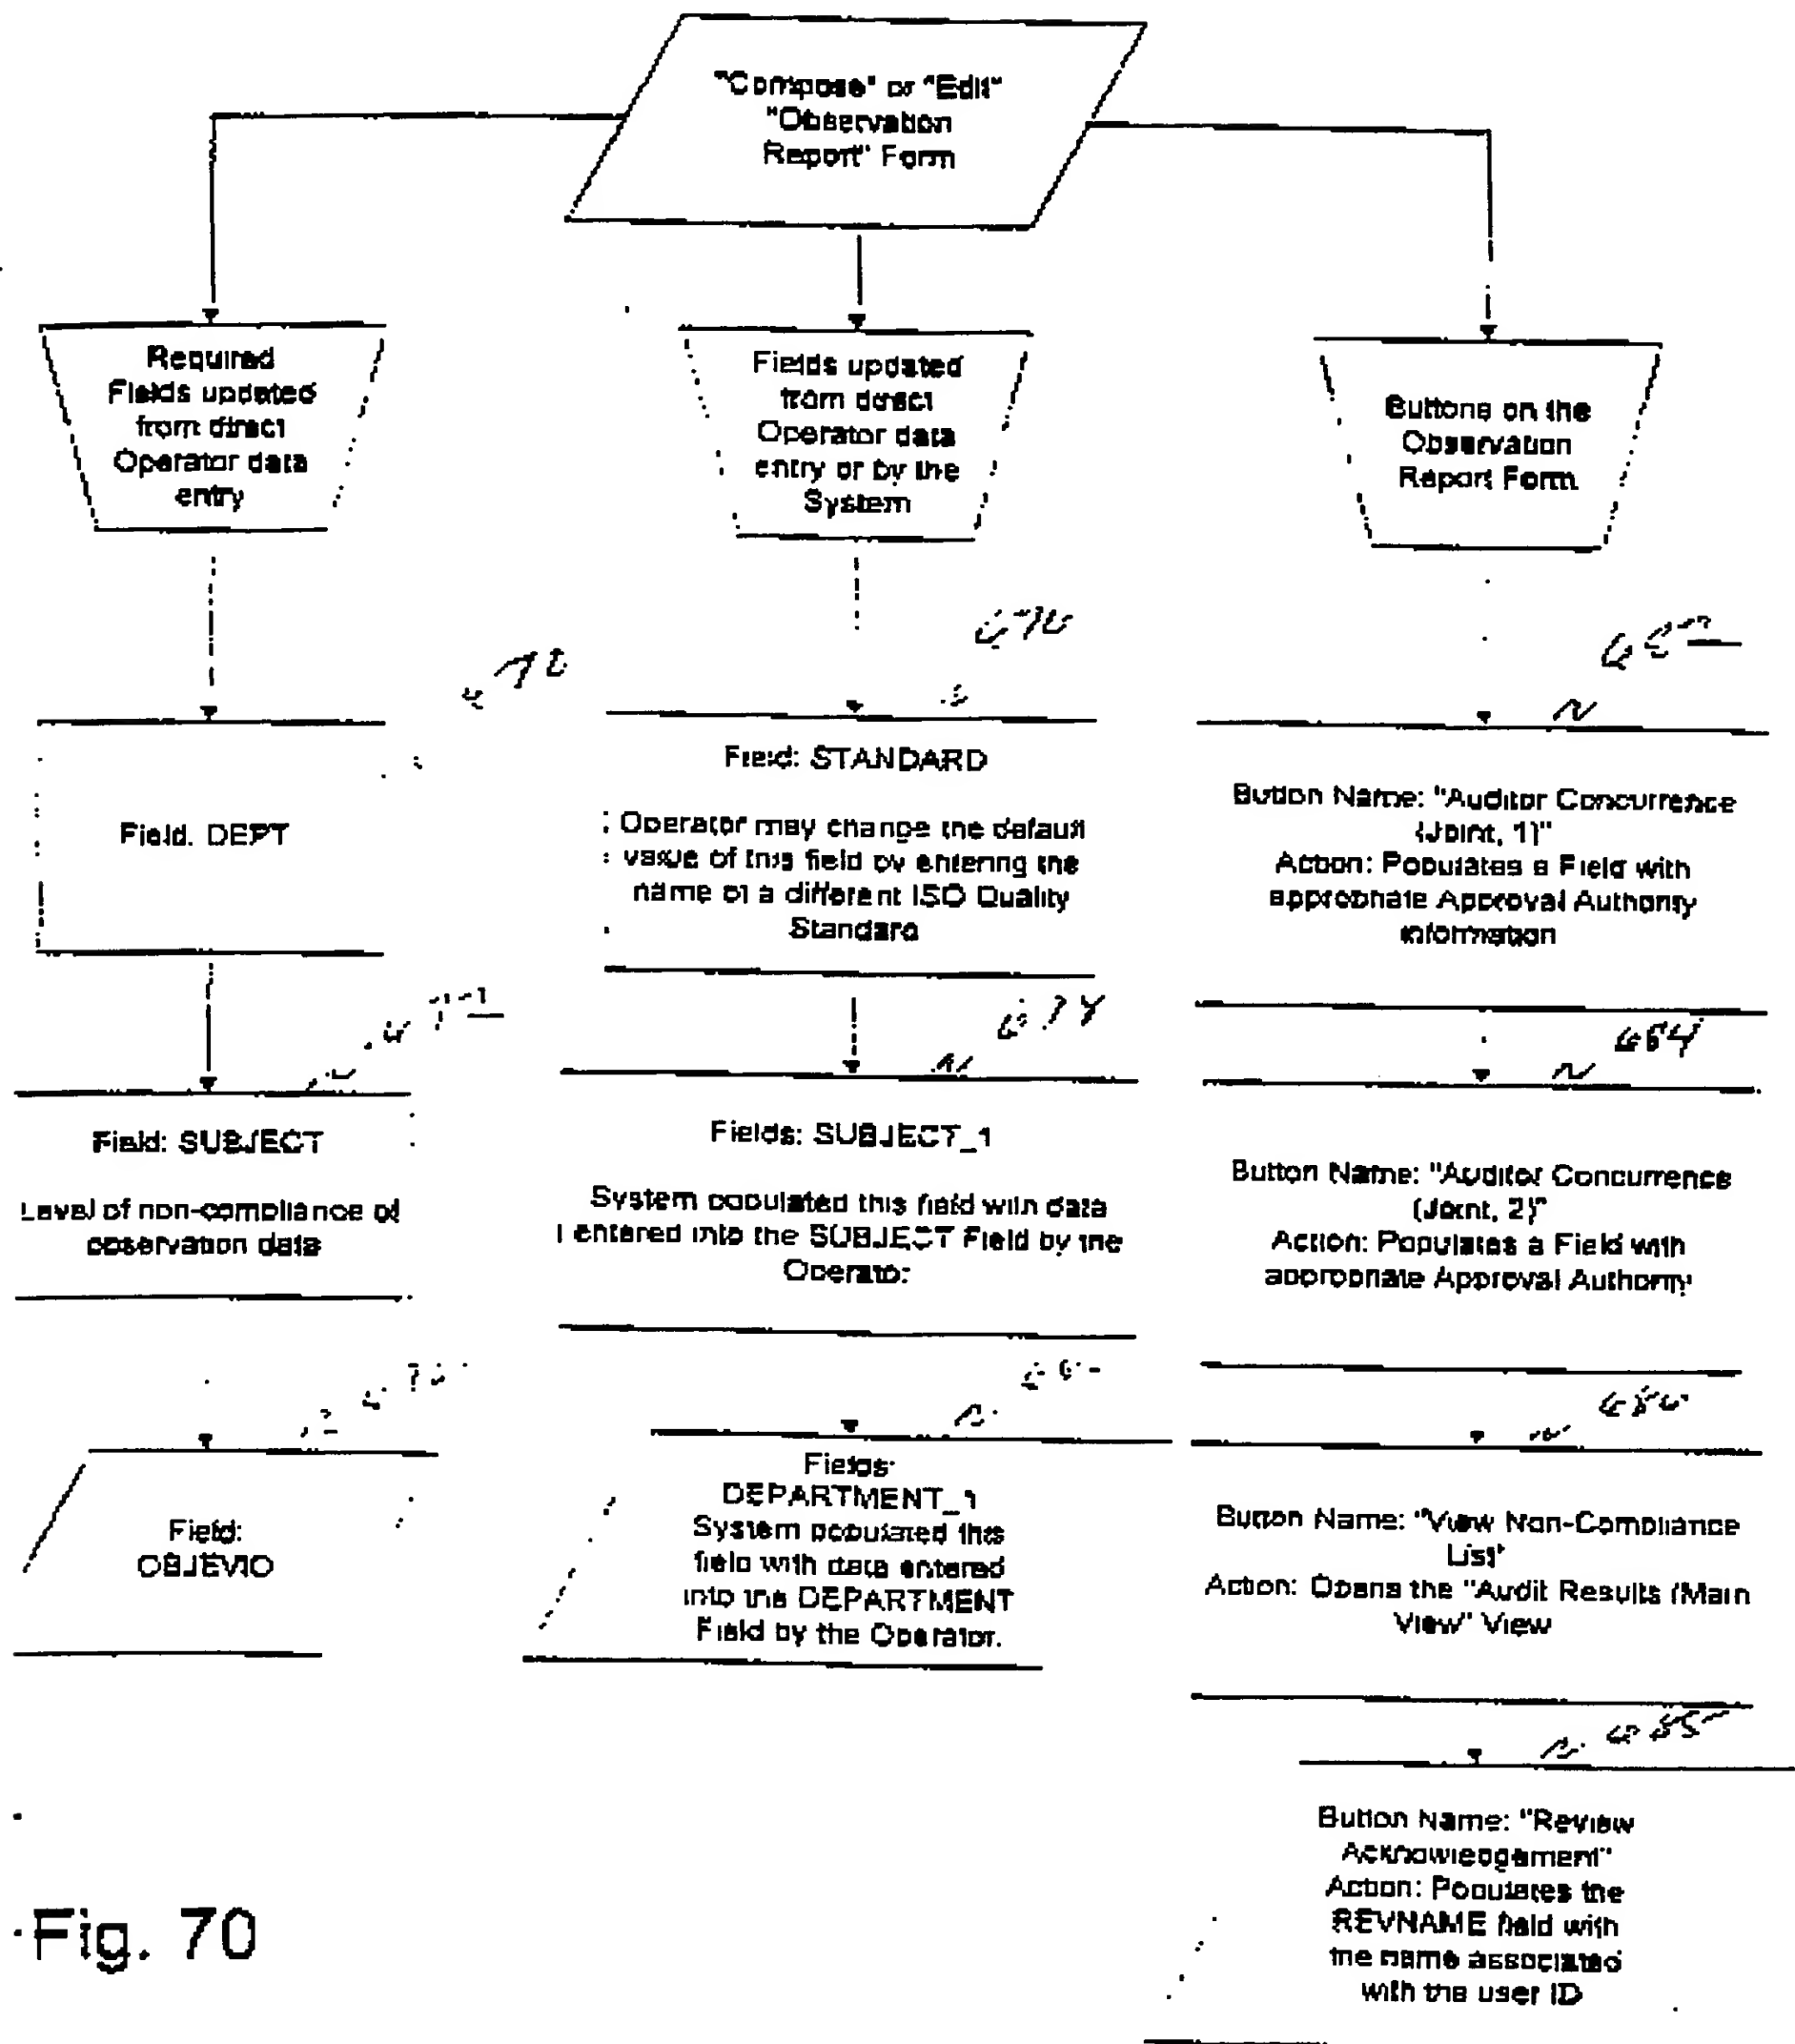 "Compose" or "Edit"
"Observation
Report" Form
Required
Fields updated
from direct
Operator data
entry
Fields updated
from direct
Operator data
entry or by the
System
Buttons on the
Observation
Report Form
Field: DEPT
Field: SUBJECT
Level of non-compliance of
observation data
Field:
OBJEVIO
Field: STANDARD
Operator may change the default
value of this field by entering the
name of a different ISO Quality
Standard
674
Fields: SUBJECT_1
System populated this field with data
entered into the SUBJECT Field by the
Operator
Fields:
DEPARTMENT_1
System populated this
field with data entered
into the DEPARTMENT
Field by the Operator.
Button Name: "Auditor Concurrence
(Joint, 1)"
Action: Populates a Field with
appropriate Approval Authority
information
684
Button Name: "Auditor Concurrence
(Joint, 2)"
Action: Populates a Field with
appropriate Approval Authority
Button Name: "View Non-Compliance
List"
Action: Opens the "Audit Results (Main
View" View
Button Name: "Review
Acknowledgement"
Action: Populates the
REVNAME field with
the name associated
with the user ID
Fig. 70